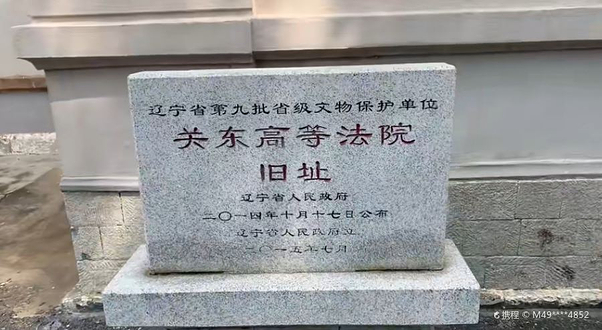 辽宁省第九批省级文物保护单位
关东高等法院
旧址
辽宁省人民政府
二〇一四年十月十七日公布
辽宁省人民政府立
二〇一五年七月
携程 © M49****4852